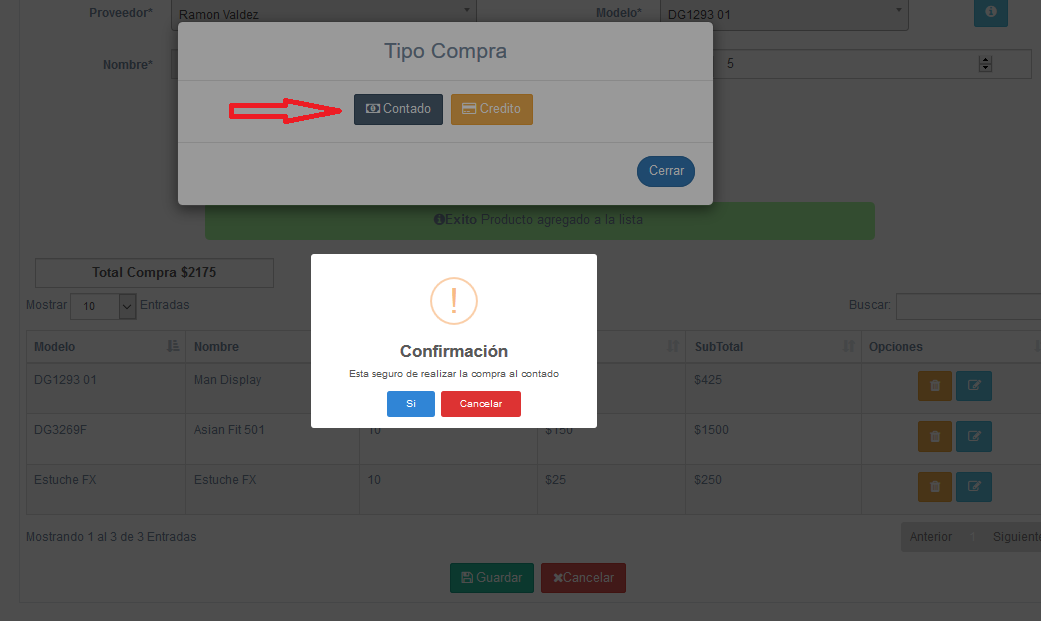 Proveedor* Ramon Valdez Modelo* DG1293 01
Tipo Compra
Nombre* 5
Contado Credito
Cerrar
Exito Producto agregado a la lista
Total Compra $2175
Mostrar 10 Entradas Buscar:
!
Confirmación
Esta seguro de realizar la compra al contado
Si Cancelar
Modelo Nombre SubTotal Opciones
DG1293 01 Man Display $425
DG3269F Asian Fit 501 10 $150 $1500
Estuche FX Estuche FX 10 $25 $250
Mostrando 1 al 3 de 3 Entradas Anterior 1 Siguiente
Guardar Cancelar